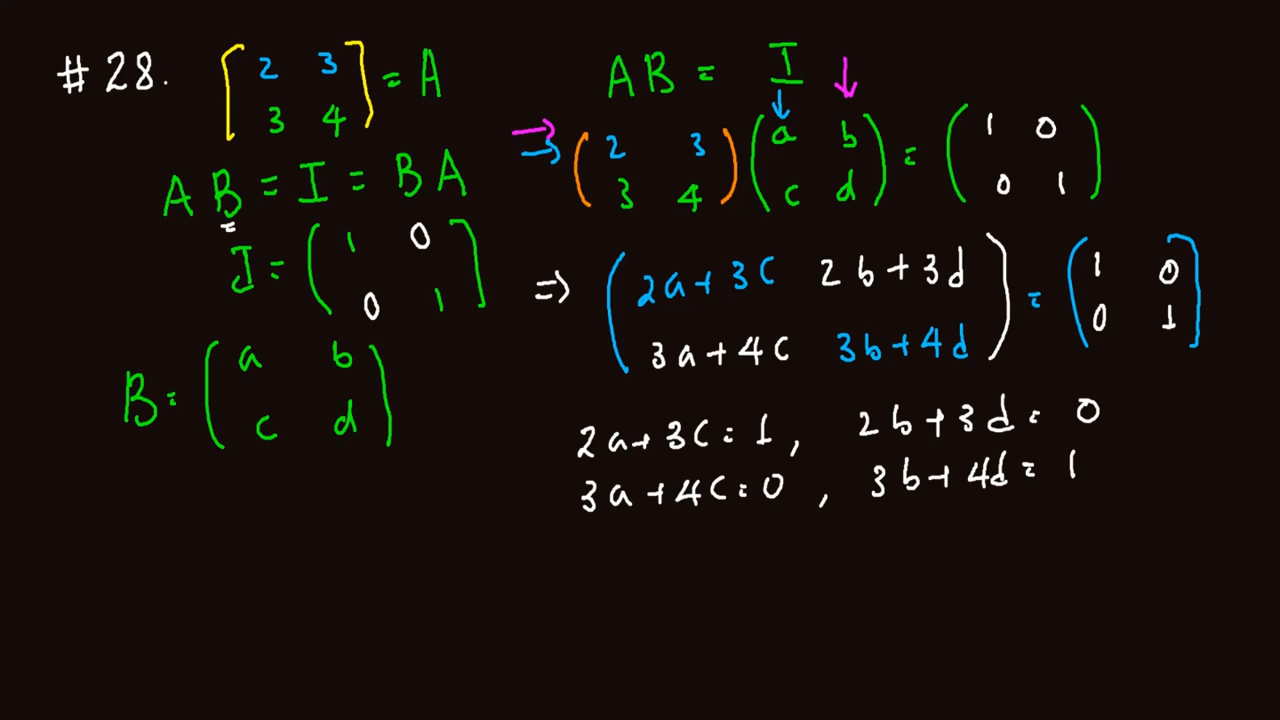 # 28. [2 3
3 4] = A
AB = I = BA
I = (1 0
0 1]
B = (a b
c d)
AB = I
(2 3
3 4) (a b
c d) = (1 0
0 1)
=> (2a+3c 2b+3d
3a+4c 3b+4d) = (1 0
0 1]
2a+3c = 1, 2b+3d = 0
3a+4c = 0, 3b+4d = 1